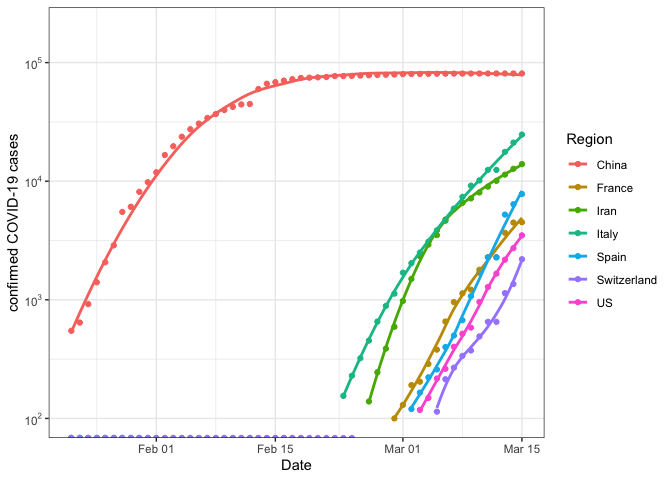 confirmed COVID-19 cases
10⁵
10⁴
10³
10²
Feb 01
Feb 15
Mar 01
Mar 15
Date
Region
China
France
Iran
Italy
Spain
Switzerland
US